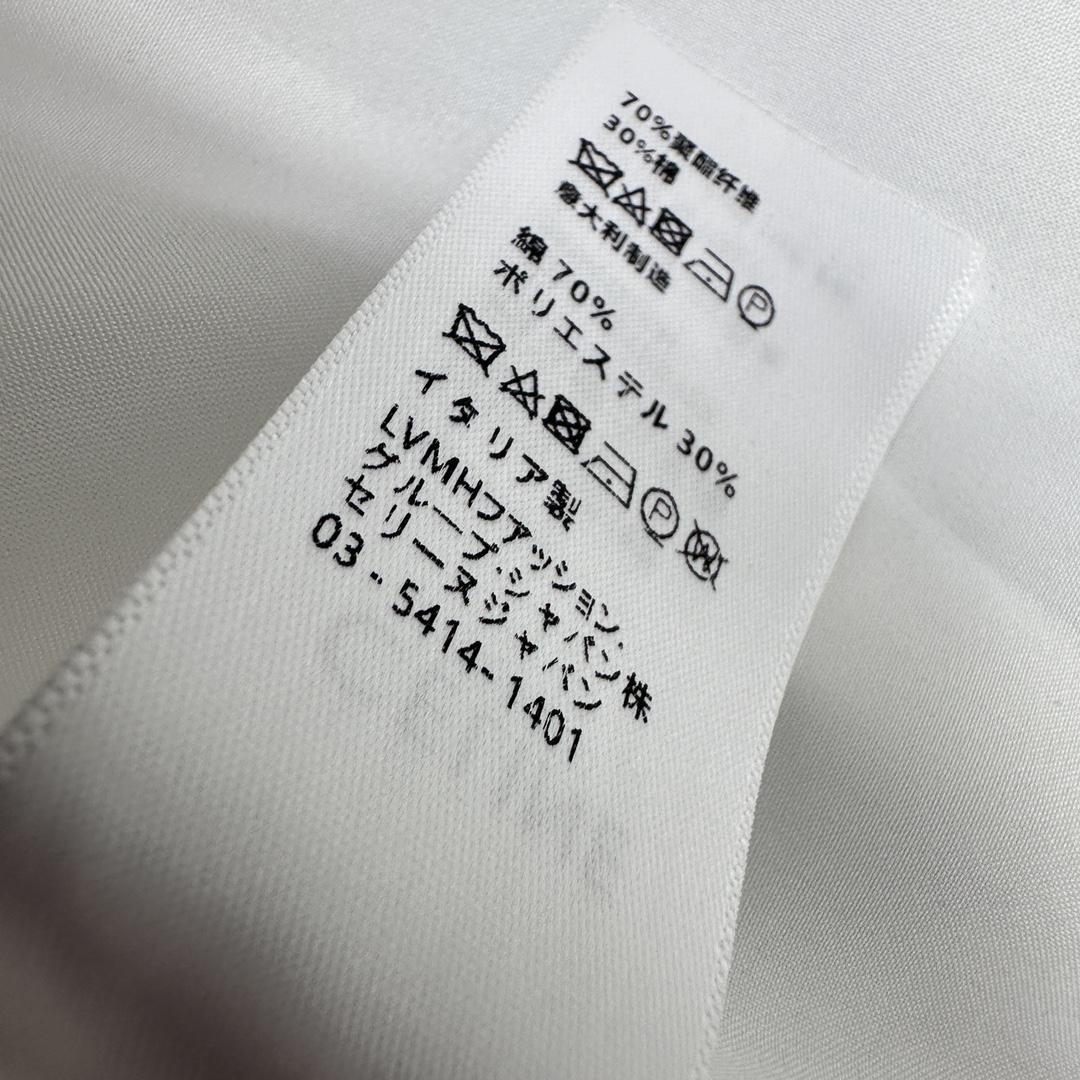 70%聚酯纤维
30%棉
意大利制造
綿 70%
ポリエステル 30%
P
P
W
イタリア製
LVMHファッション.
グループ.ジャパン株
セリーヌジャパン
03-5414-1401